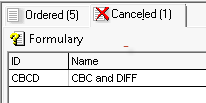 Ordered (5) Canceled (1)
Formulary
ID Name
CBCD CBC and DIFF